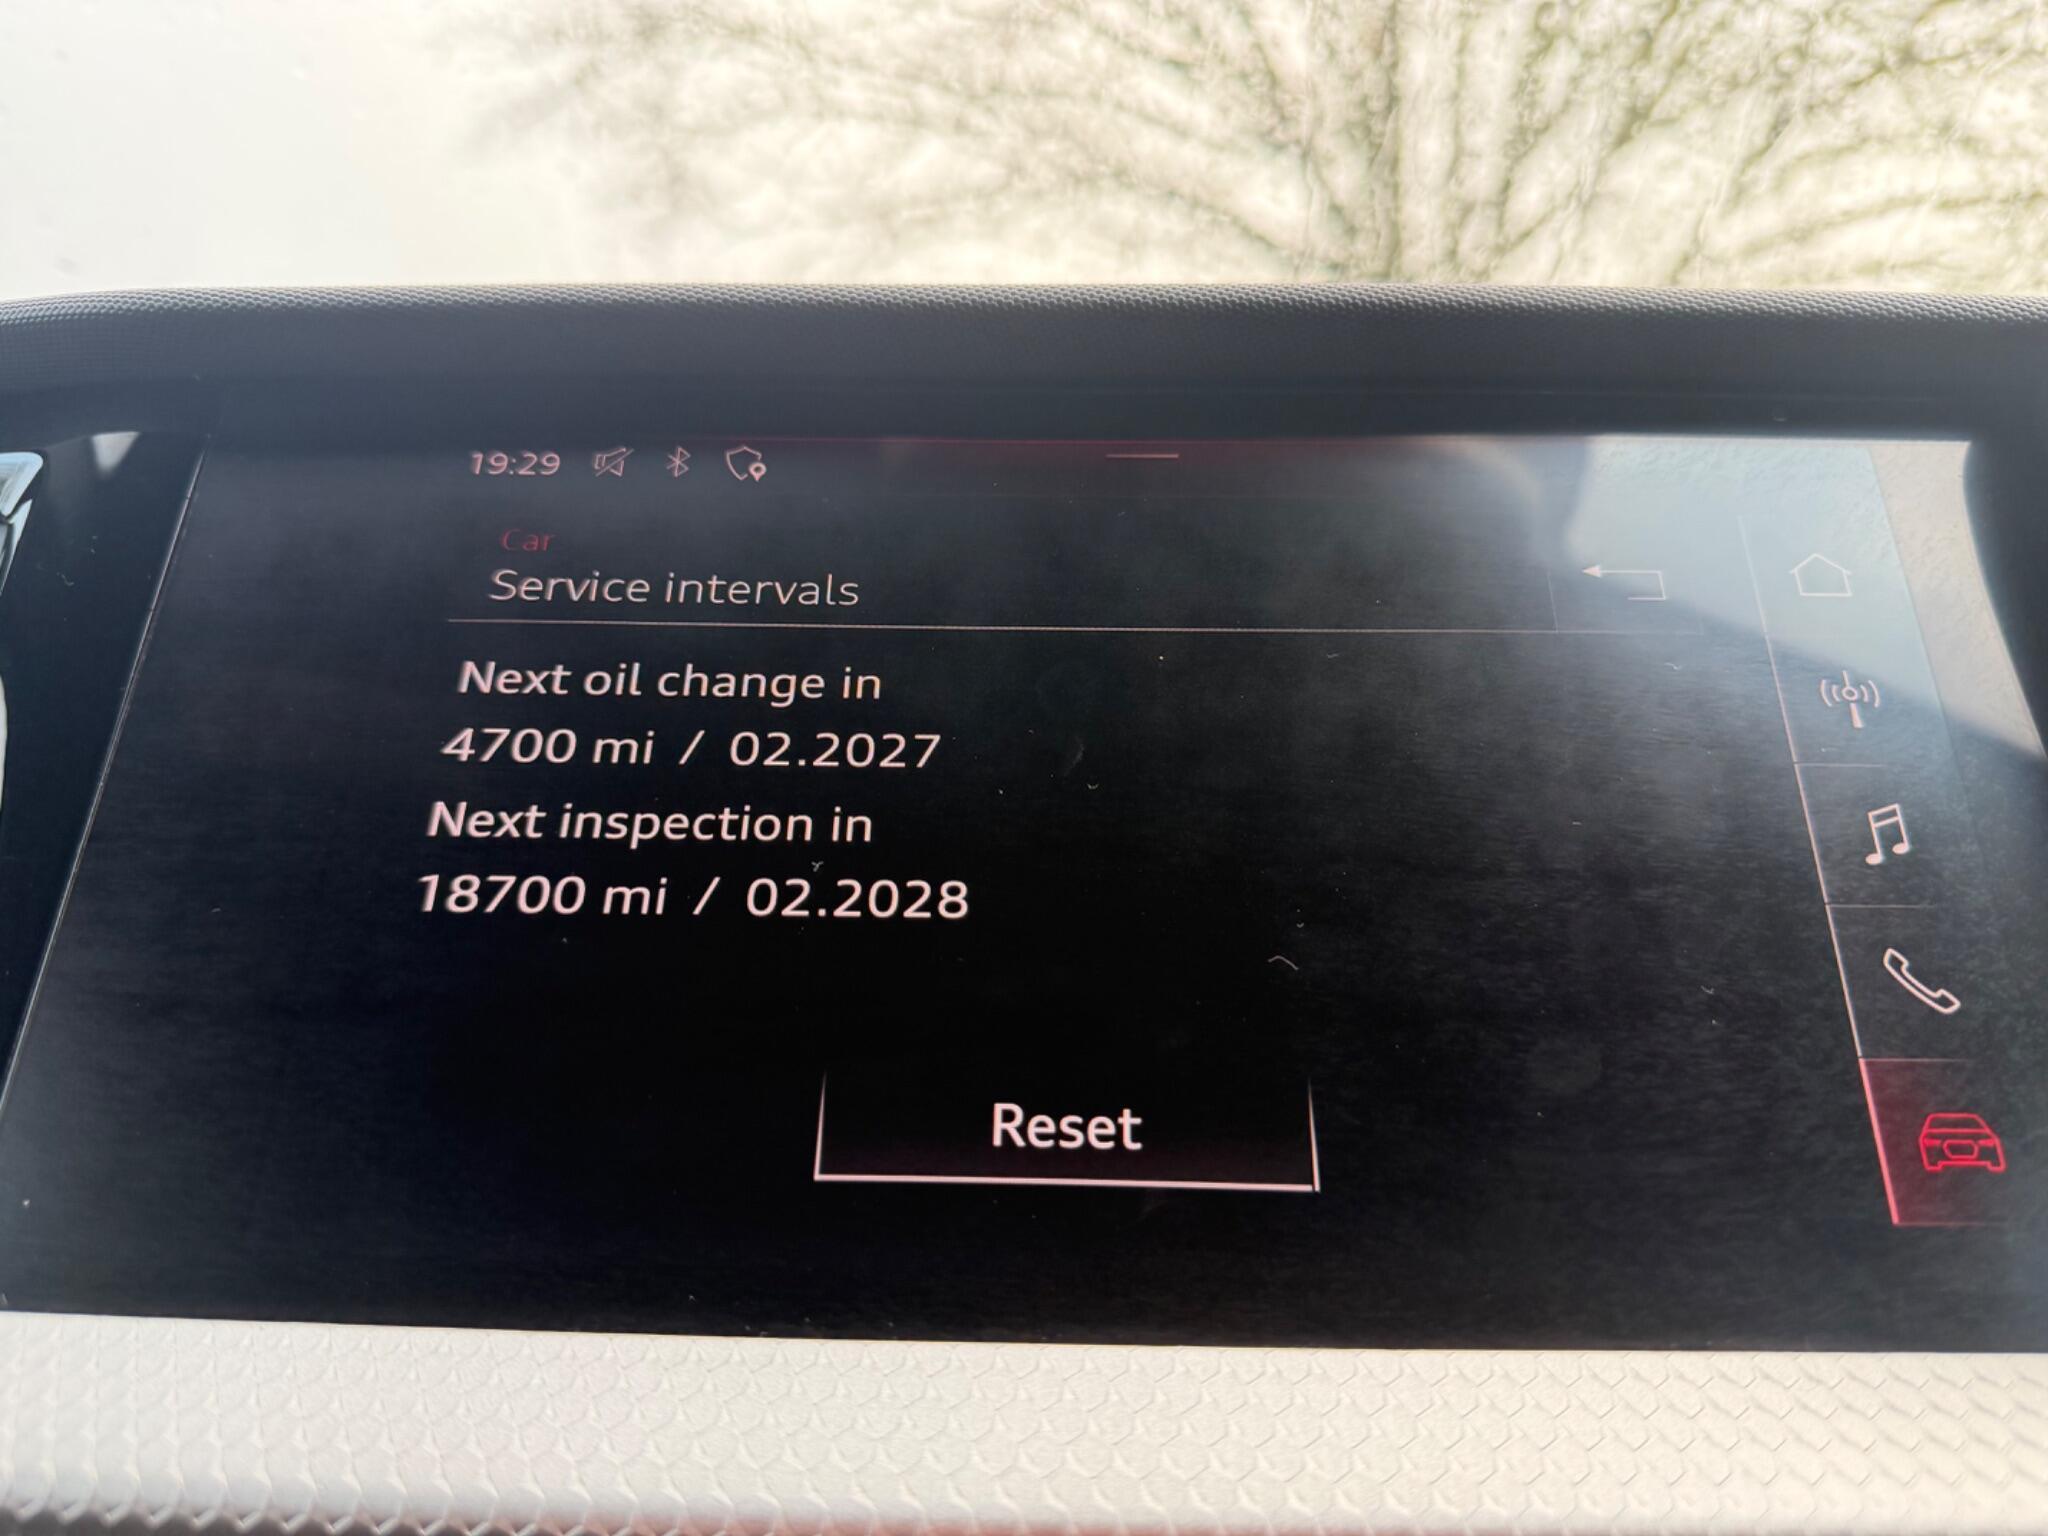 19:29
Car
Service intervals
Next oil change in
4700 mi / 02.2027
Next inspection in
18700 mi / 02.2028
Reset